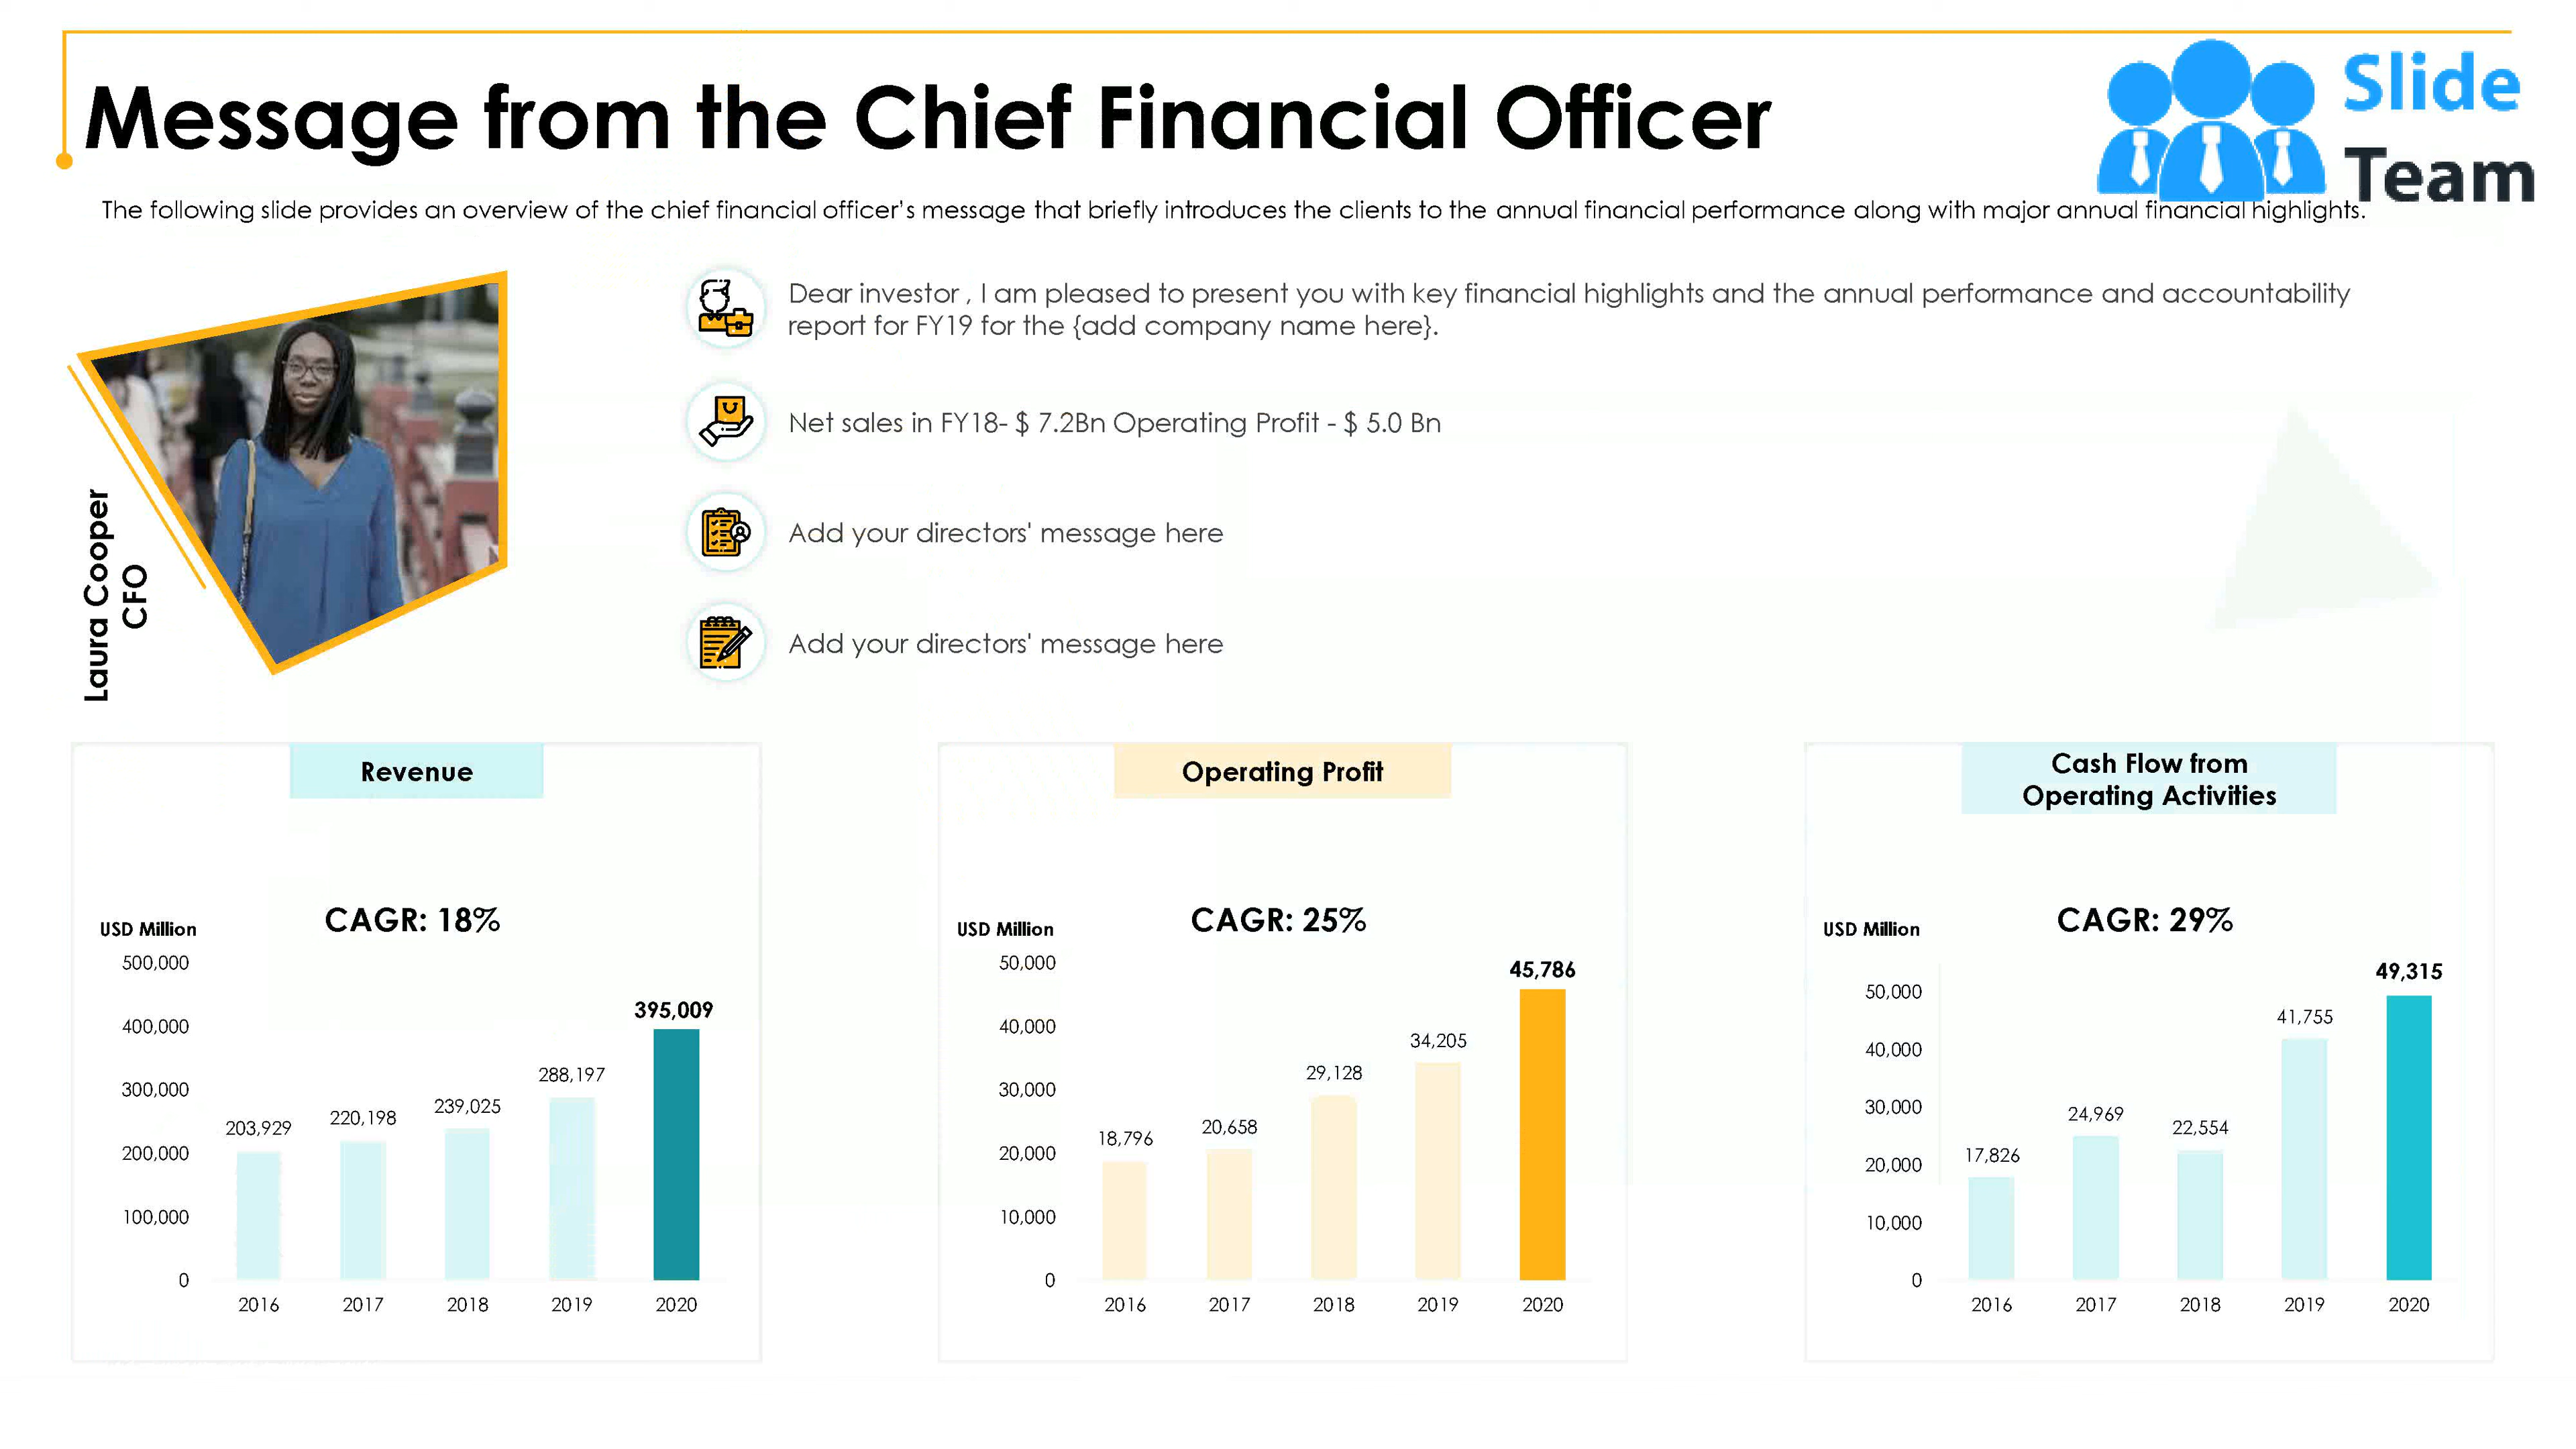 Message from the Chief Financial Officer
Slide
Team
The following slide provides an overview of the chief financial officer's message that briefly introduces the clients to the annual financial performance along with major annual financial highlights.
Dear investor , I am pleased to present you with key financial highlights and the annual performance and accountability
report for FY19 for the {add company name here}.
Net sales in FY18- $ 7.2Bn Operating Profit - $ 5.0 Bn
Add your directors' message here
Add your directors' message here
Laura Cooper
CFO
Revenue
CAGR: 18%
USD Million
500,000
400,000
300,000
200,000
100,000
0
203,929
220,198
239,025
288,197
395,009
2016 2017 2018 2019 2020
Operating Profit
CAGR: 25%
USD Million
50,000
40,000
30,000
20,000
10,000
0
18,796
20,658
29,128
34,205
45,786
2016 2017 2018 2019 2020
Cash Flow from
Operating Activities
CAGR: 29%
USD Million
50,000
40,000
30,000
20,000
10,000
0
17,826
24,969
22,554
41,755
49,315
2016 2017 2018 2019 2020